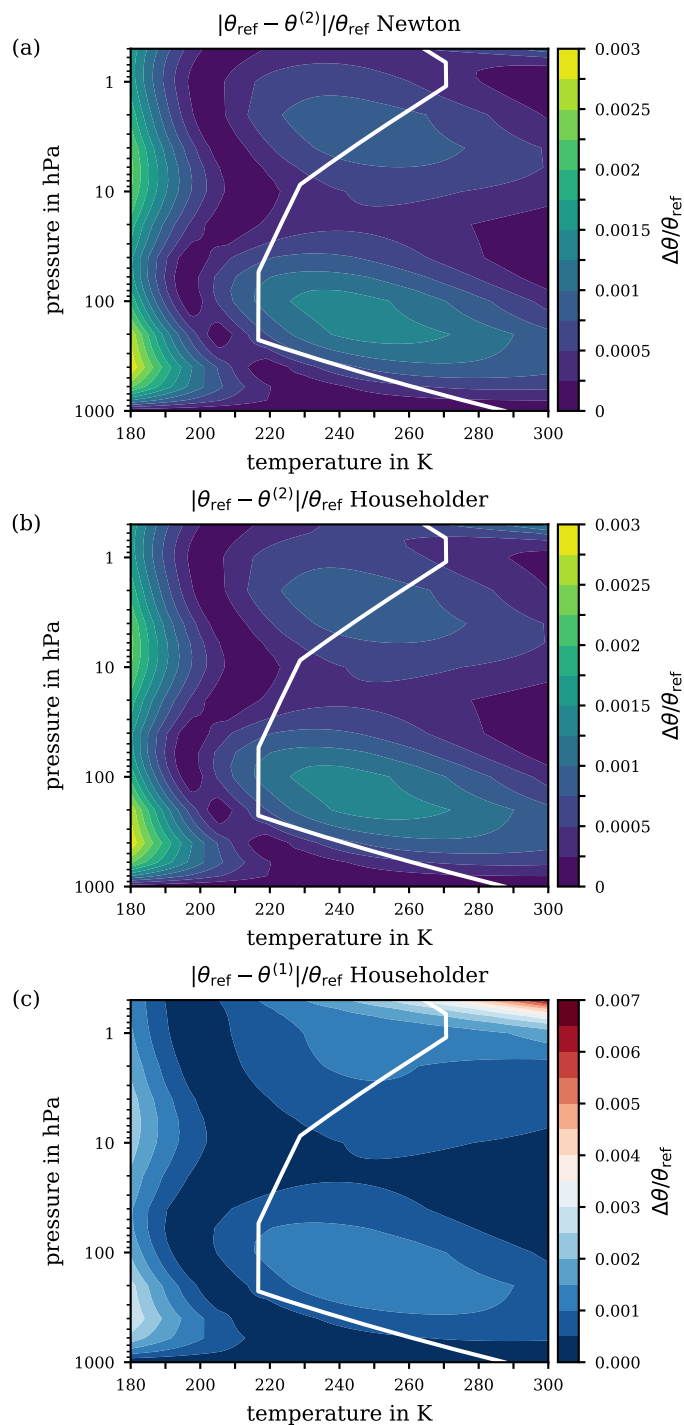 (a)
|θref − θ(2)|/θref Newton
pressure in hPa
1
10
100
1000
180 200 220 240 260 280 300
temperature in K
0.003
0.0025
0.002
0.0015
0.001
0.0005
0
Δθ/θref
(b)
|θref − θ(2)|/θref Householder
pressure in hPa
1
10
100
1000
180 200 220 240 260 280 300
temperature in K
0.003
0.0025
0.002
0.0015
0.001
0.0005
0
Δθ/θref
(c)
|θref − θ(1)|/θref Householder
pressure in hPa
1
10
100
1000
180 200 220 240 260 280 300
temperature in K
0.007
0.006
0.005
0.004
0.003
0.002
0.001
0.000
Δθ/θref